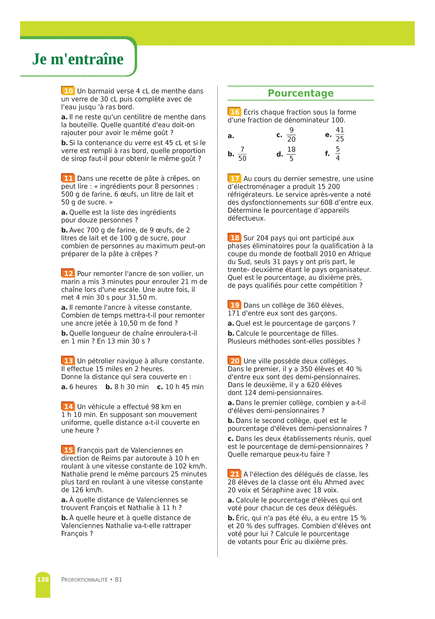 Je m'entraîne
10 Un barmaid verse 4 cL de menthe dans
un verre de 30 cL puis complète avec de
l'eau jusqu 'à ras bord.
a. Il ne reste qu'un centilitre de menthe dans
la bouteille. Quelle quantité d'eau doit-on
rajouter pour avoir le même goût ?
b. Si la contenance du verre est 45 cL et si le
verre est rempli à ras bord, quelle proportion
de sirop faut-il pour obtenir le même goût ?
11 Dans une recette de pâte à crêpes, on
peut lire : « ingrédients pour 8 personnes :
500 g de farine, 6 œufs, un litre de lait et
50 g de sucre. »
a. Quelle est la liste des ingrédients
pour douze personnes ?
b. Avec 700 g de farine, de 9 œufs, de 2
litres de lait et de 100 g de sucre, pour
combien de personnes au maximum peut-on
préparer de la pâte à crêpes ?
12 Pour remonter l'ancre de son voilier, un
marin a mis 3 minutes pour enrouler 21 m de
chaîne lors d'une escale. Une autre fois, il
met 4 min 30 s pour 31,50 m.
a. Il remonte l'ancre à vitesse constante.
Combien de temps mettra-t-il pour remonter
une ancre jetée à 10,50 m de fond ?
b. Quelle longueur de chaîne enroulera-t-il
en 1 min ? En 13 min 30 s ?
13 Un pétrolier navigue à allure constante.
Il effectue 15 miles en 2 heures.
Donne la distance qui sera couverte en :
a. 6 heures b. 8 h 30 min c. 10 h 45 min
14 Un véhicule a effectué 98 km en
1 h 10 min. En supposant son mouvement
uniforme, quelle distance a-t-il couverte en
une heure ?
15 François part de Valenciennes en
direction de Reims par autoroute à 10 h en
roulant à une vitesse constante de 102 km/h.
Nathalie prend le même parcours 25 minutes
plus tard en roulant à une vitesse constante
de 126 km/h.
a. À quelle distance de Valenciennes se
trouvent François et Nathalie à 11 h ?
b. À quelle heure et à quelle distance de
Valenciennes Nathalie va-t-elle rattraper
François ?
Pourcentage
16 Écris chaque fraction sous la forme
d'une fraction de dénominateur 100.
a. c. 9/20 e. 41/25
b. 7/50 d. 18/5 f. 5/4
17 Au cours du dernier semestre, une usine
d'électroménager a produit 15 200
réfrigérateurs. Le service après-vente a noté
des dysfonctionnements sur 608 d'entre eux.
Détermine le pourcentage d'appareils
défectueux.
18 Sur 204 pays qui ont participé aux
phases éliminatoires pour la qualification à la
coupe du monde de football 2010 en Afrique
du Sud, seuls 31 pays y ont pris part, le
trente- deuxième étant le pays organisateur.
Quel est le pourcentage, au dixième près,
de pays qualifiés pour cette compétition ?
19 Dans un collège de 360 élèves,
171 d'entre eux sont des garçons.
a. Quel est le pourcentage de garçons ?
b. Calcule le pourcentage de filles.
Plusieurs méthodes sont-elles possibles ?
20 Une ville possède deux collèges.
Dans le premier, il y a 350 élèves et 40 %
d'entre eux sont des demi-pensionnaires.
Dans le deuxième, il y a 620 élèves
dont 124 demi-pensionnaires.
a. Dans le premier collège, combien y a-t-il
d'élèves demi-pensionnaires ?
b. Dans le second collège, quel est le
pourcentage d'élèves demi-pensionnaires ?
c. Dans les deux établissements réunis, quel
est le pourcentage de demi-pensionnaires ?
Quelle remarque peux-tu faire ?
21 A l'élection des délégués de classe, les
28 élèves de la classe ont élu Ahmed avec
20 voix et Séraphine avec 18 voix.
a. Calcule le pourcentage d'élèves qui ont
voté pour chacun de ces deux délégués.
b. Éric, qui n'a pas été élu, a eu entre 15 %
et 20 % des suffrages. Combien d'élèves ont
voté pour lui ? Calcule le pourcentage
de votants pour Éric au dixième près.
138 PROPORTIONNALITÉ • B1